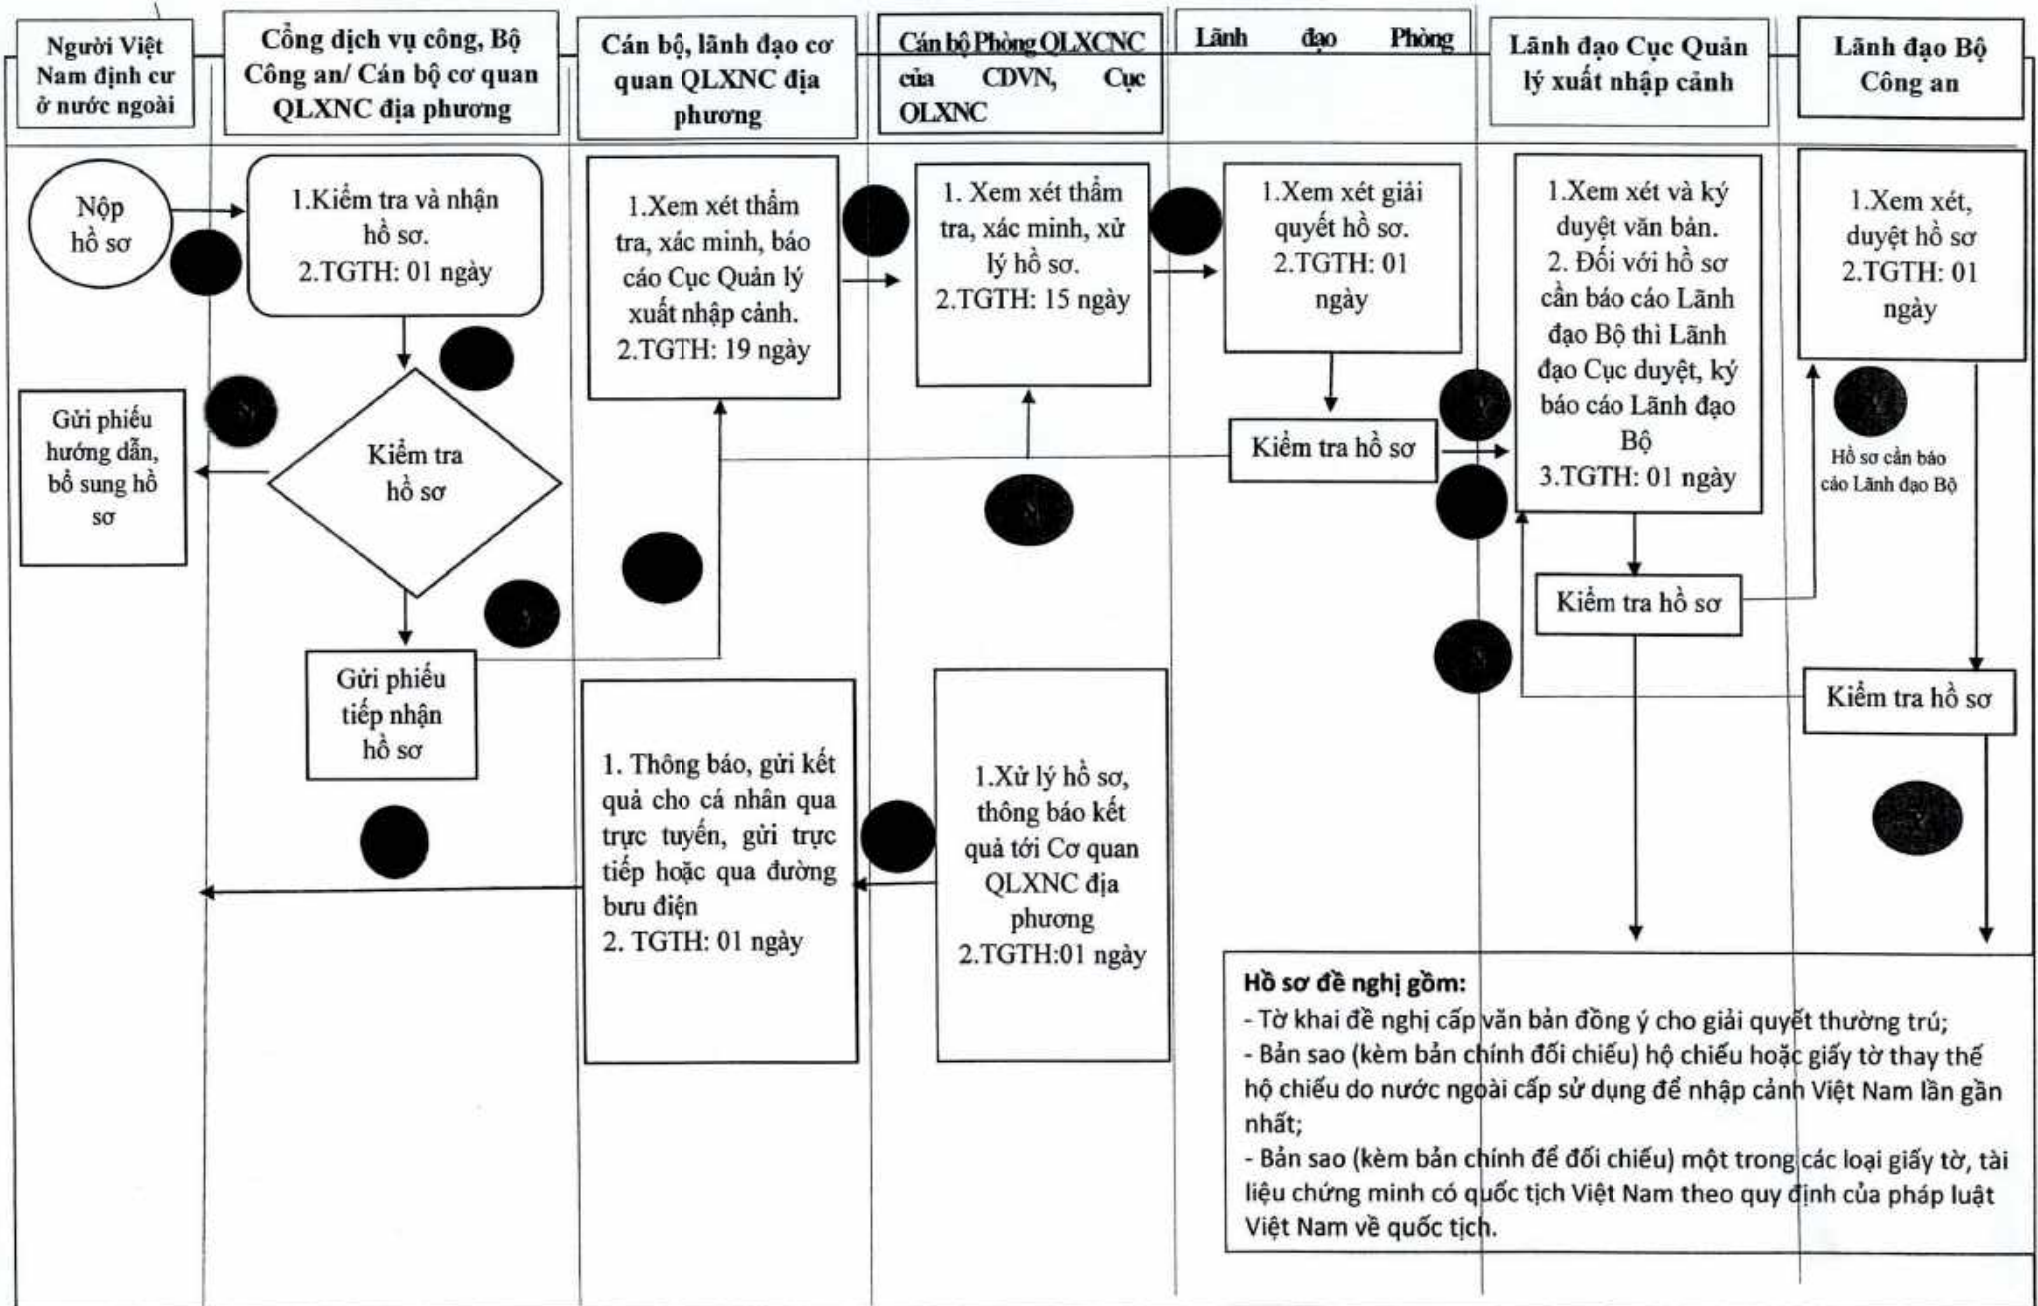 Người Việt
Nam định cư
ở nước ngoài
Cổng dịch vụ công, Bộ
Công an/ Cán bộ cơ quan
QLXNC địa phương
Cán bộ, lãnh đạo cơ
quan QLXNC địa
phương
Cán bộ Phòng QLXCNC
của CDVN, Cục
QLXNC
Lãnh đạo Phòng
Lãnh đạo Cục Quản
lý xuất nhập cảnh
Lãnh đạo Bộ
Công an
Nộp
hồ sơ
1.Kiểm tra và nhận
hồ sơ.
2.TGTH: 01 ngày
1.Xem xét thẩm
tra, xác minh, báo
cáo Cục Quản lý
xuất nhập cảnh.
2.TGTH: 19 ngày
1. Xem xét thẩm
tra, xác minh, xử
lý hồ sơ.
2.TGTH: 15 ngày
1.Xem xét giải
quyết hồ sơ.
2.TGTH: 01
ngày
1.Xem xét và ký
duyệt văn bản.
2. Đối với hồ sơ
cần báo cáo Lãnh
đạo Bộ thì Lãnh
đạo Cục duyệt, ký
báo cáo Lãnh đạo
Bộ
3.TGTH: 01 ngày
1.Xem xét,
duyệt hồ sơ
2.TGTH: 01
ngày
Gửi phiếu
hướng dẫn,
bổ sung hồ
sơ
Kiểm tra
hồ sơ
Kiểm tra hồ sơ
Hồ sơ cần báo
cáo Lãnh đạo Bộ
Kiểm tra hồ sơ
Kiểm tra hồ sơ
Gửi phiếu
tiếp nhận
hồ sơ
1. Thông báo, gửi kết
quả cho cá nhân qua
trực tuyến, gửi trực
tiếp hoặc qua đường
bưu điện
2. TGTH: 01 ngày
1.Xử lý hồ sơ,
thông báo kết
quả tới Cơ quan
QLXNC địa
phương
2.TGTH:01 ngày
Hồ sơ đề nghị gồm:
- Tờ khai đề nghị cấp văn bản đồng ý cho giải quyết thường trú;
- Bản sao (kèm bản chính đối chiếu) hộ chiếu hoặc giấy tờ thay thế
hộ chiếu do nước ngoài cấp sử dụng để nhập cảnh Việt Nam lần gần
nhất;
- Bản sao (kèm bản chính để đối chiếu) một trong các loại giấy tờ, tài
liệu chứng minh có quốc tịch Việt Nam theo quy định của pháp luật
Việt Nam về quốc tịch.